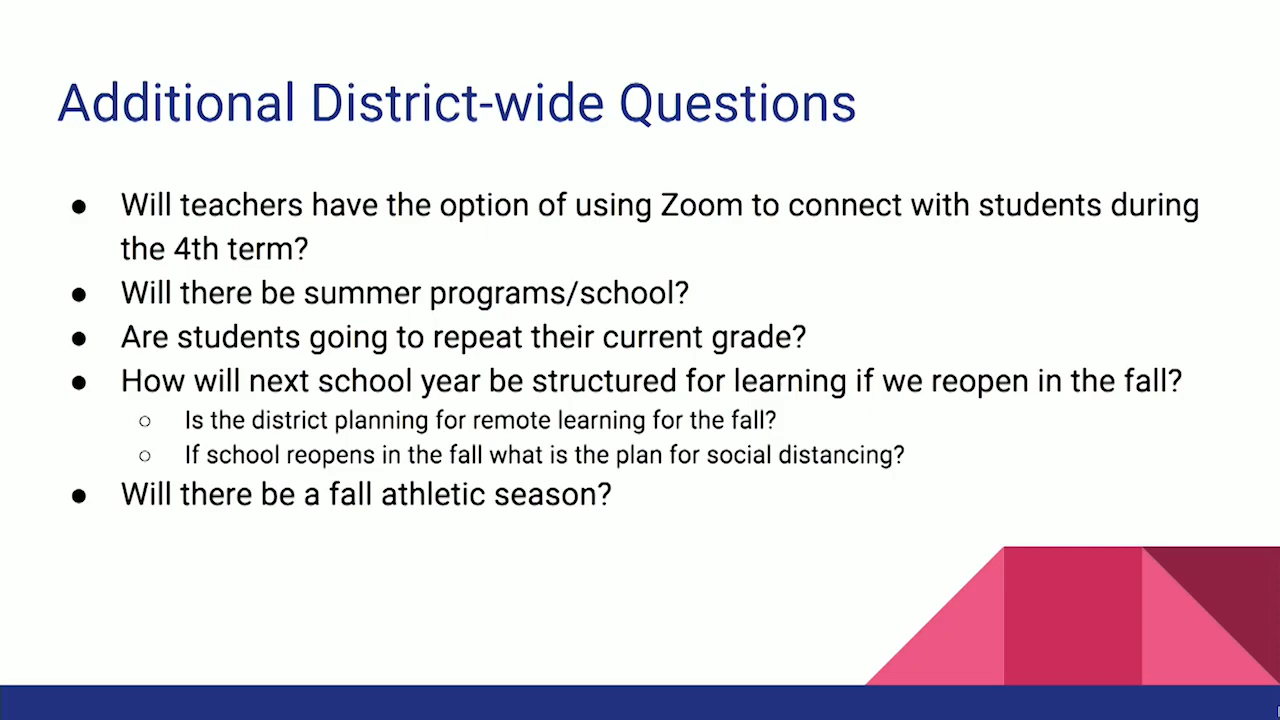 Additional District-wide Questions
● Will teachers have the option of using Zoom to connect with students during
the 4th term?
● Will there be summer programs/school?
● Are students going to repeat their current grade?
● How will next school year be structured for learning if we reopen in the fall?
○ Is the district planning for remote learning for the fall?
○ If school reopens in the fall what is the plan for social distancing?
● Will there be a fall athletic season?